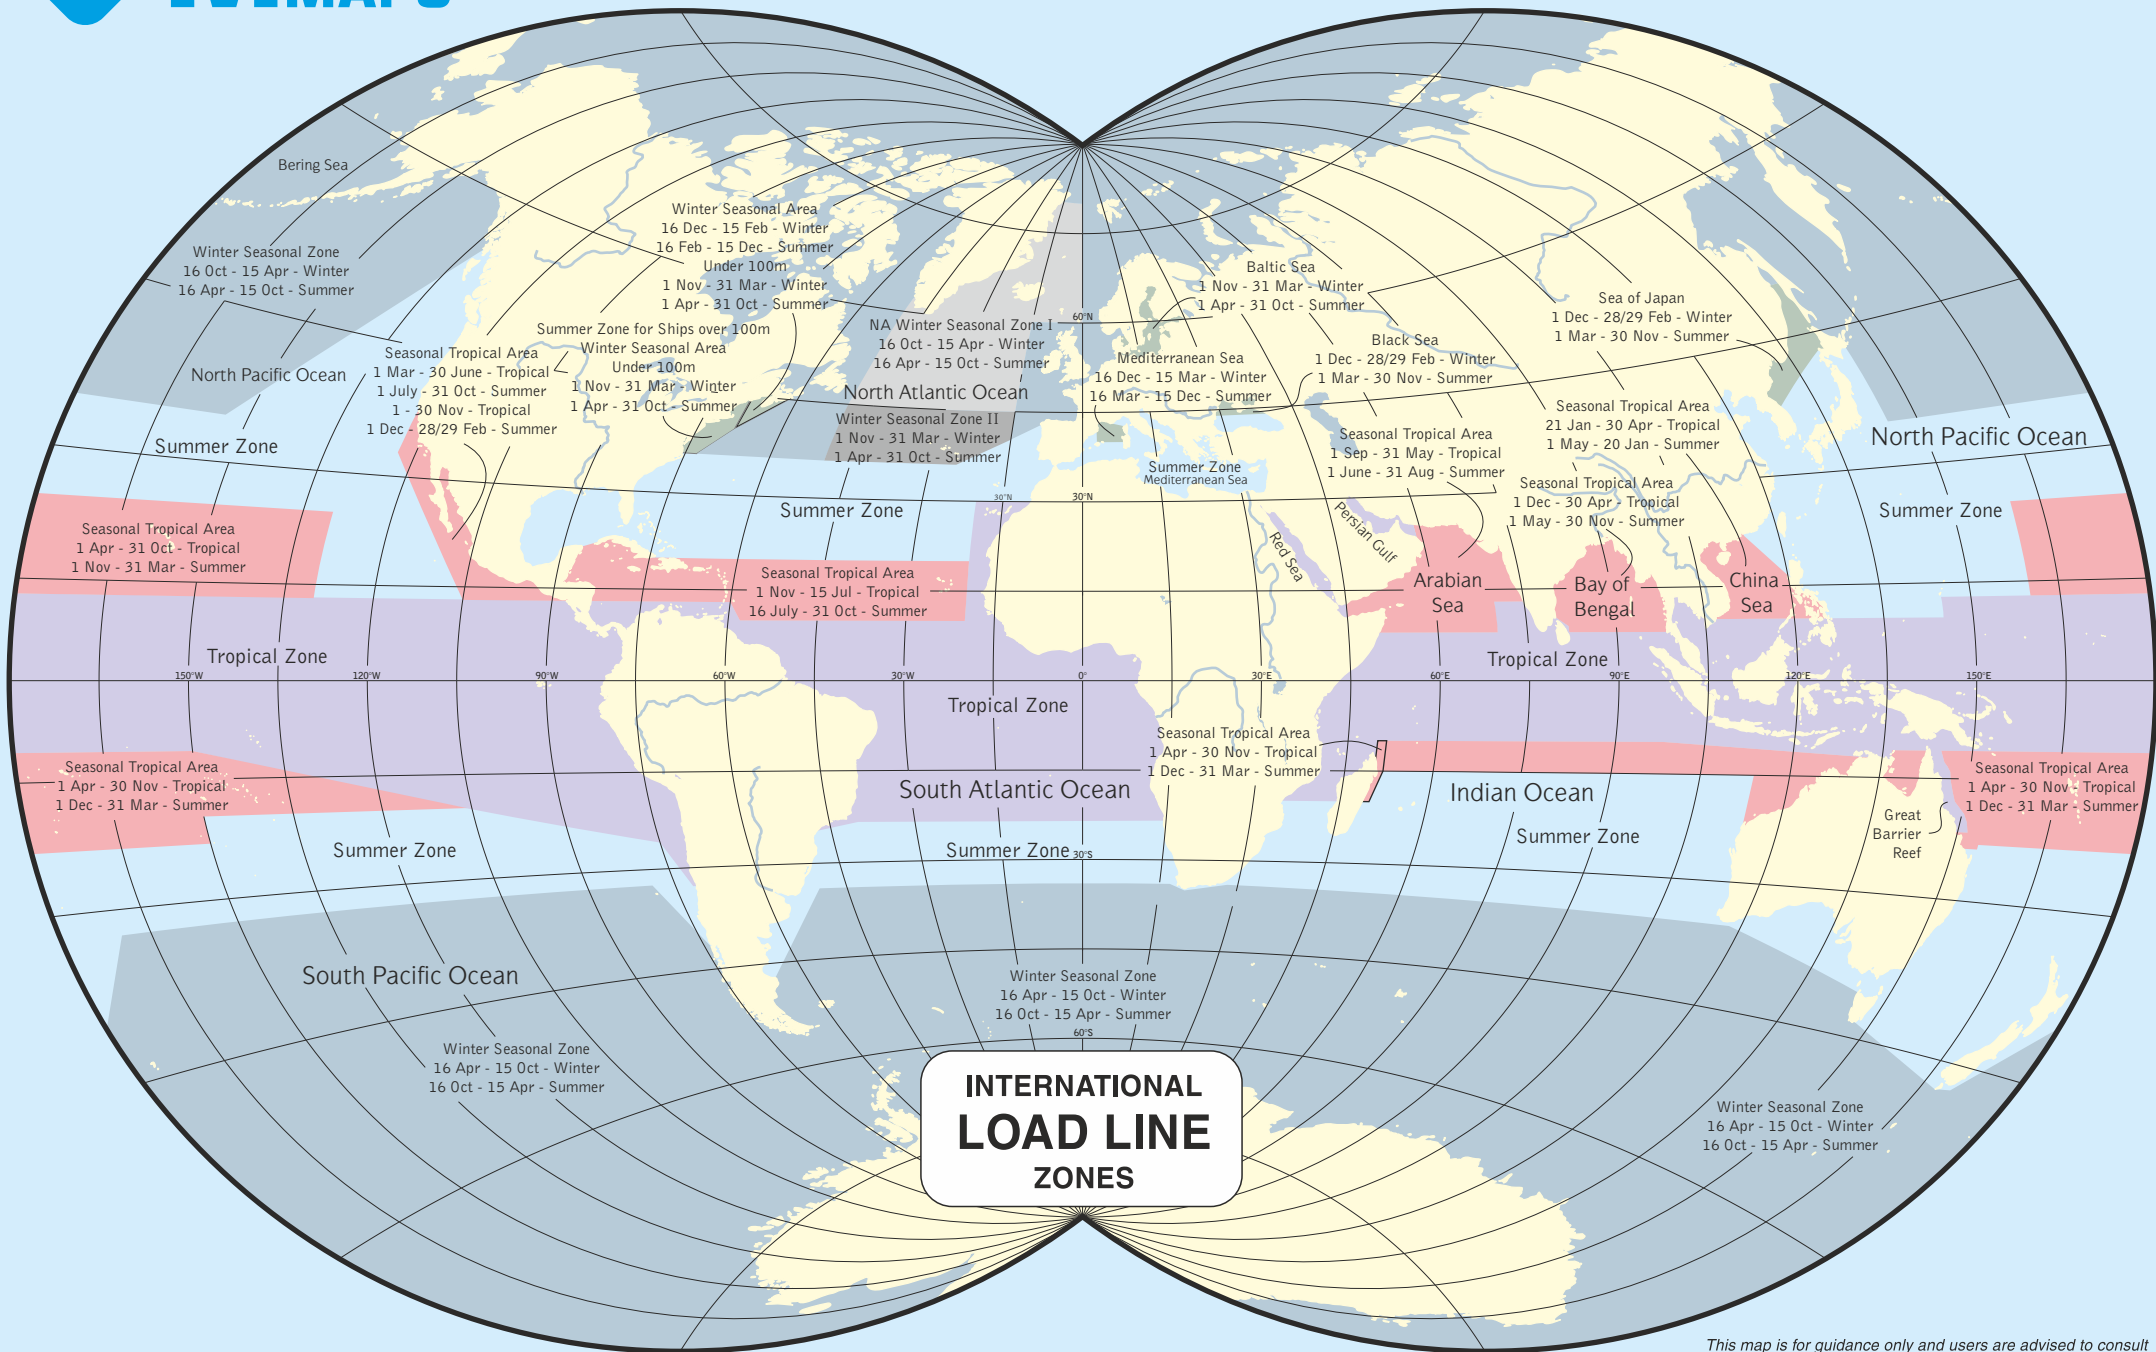 Bering Sea
Winter Seasonal Zone
16 Oct - 15 Apr - Winter
16 Apr - 15 Oct - Summer
North Pacific Ocean
Summer Zone
Winter Seasonal Area
16 Dec - 15 Feb - Winter
16 Feb - 15 Dec - Summer
Under 100m
1 Nov - 31 Mar - Winter
1 Apr - 31 Oct - Summer
Summer Zone for Ships over 100m
Winter Seasonal Area
Under 100m
1 Nov - 31 Mar - Winter
1 Apr - 31 Oct - Summer
Seasonal Tropical Area
1 Mar - 30 June - Tropical
1 July - 31 Oct - Summer
1 - 30 Nov - Tropical
1 Dec - 28/29 Feb - Summer
NA Winter Seasonal Zone I
16 Oct - 15 Apr - Winter
16 Apr - 15 Oct - Summer
North Atlantic Ocean
Winter Seasonal Zone II
1 Nov - 31 Mar - Winter
1 Apr - 31 Oct - Summer
60°N
Baltic Sea
1 Nov - 31 Mar - Winter
1 Apr - 31 Oct - Summer
Mediterranean Sea
16 Dec - 15 Mar - Winter
16 Mar - 15 Dec - Summer
Black Sea
1 Dec - 28/29 Feb - Winter
1 Mar - 30 Nov - Summer
Sea of Japan
1 Dec - 28/29 Feb - Winter
1 Mar - 30 Nov - Summer
Seasonal Tropical Area
21 Jan - 30 Apr - Tropical
1 May - 20 Jan - Summer
North Pacific Ocean
Seasonal Tropical Area
1 Sep - 31 May - Tropical
1 June - 31 Aug - Summer
Seasonal Tropical Area
1 Dec - 30 Apr - Tropical
1 May - 30 Nov - Summer
Summer Zone
Mediterranean Sea
Summer Zone
Summer Zone
30°N
30°N
Seasonal Tropical Area
1 Apr - 31 Oct - Tropical
1 Nov - 31 Mar - Summer
Seasonal Tropical Area
1 Nov - 15 Jul - Tropical
16 July - 31 Oct - Summer
Red Sea
Persian Gulf
Arabian
Sea
Bay of
Bengal
China
Sea
Tropical Zone
Tropical Zone
Tropical Zone
150°W
120°W
90°W
60°W
30°W
0°
30°E
60°E
90°E
120°E
150°E
Seasonal Tropical Area
1 Apr - 30 Nov - Tropical
1 Dec - 31 Mar - Summer
Seasonal Tropical Area
1 Apr - 30 Nov - Tropical
1 Dec - 31 Mar - Summer
Seasonal Tropical Area
1 Apr - 30 Nov - Tropical
1 Dec - 31 Mar - Summer
South Atlantic Ocean
Indian Ocean
Great
Barrier
Reef
Summer Zone
Summer Zone
Summer Zone
30°S
South Pacific Ocean
Winter Seasonal Zone
16 Apr - 15 Oct - Winter
16 Oct - 15 Apr - Summer
60°S
Winter Seasonal Zone
16 Apr - 15 Oct - Winter
16 Oct - 15 Apr - Summer
Winter Seasonal Zone
16 Apr - 15 Oct - Winter
16 Oct - 15 Apr - Summer
INTERNATIONAL
LOAD LINE
ZONES
This map is for guidance only and users are advised to consult